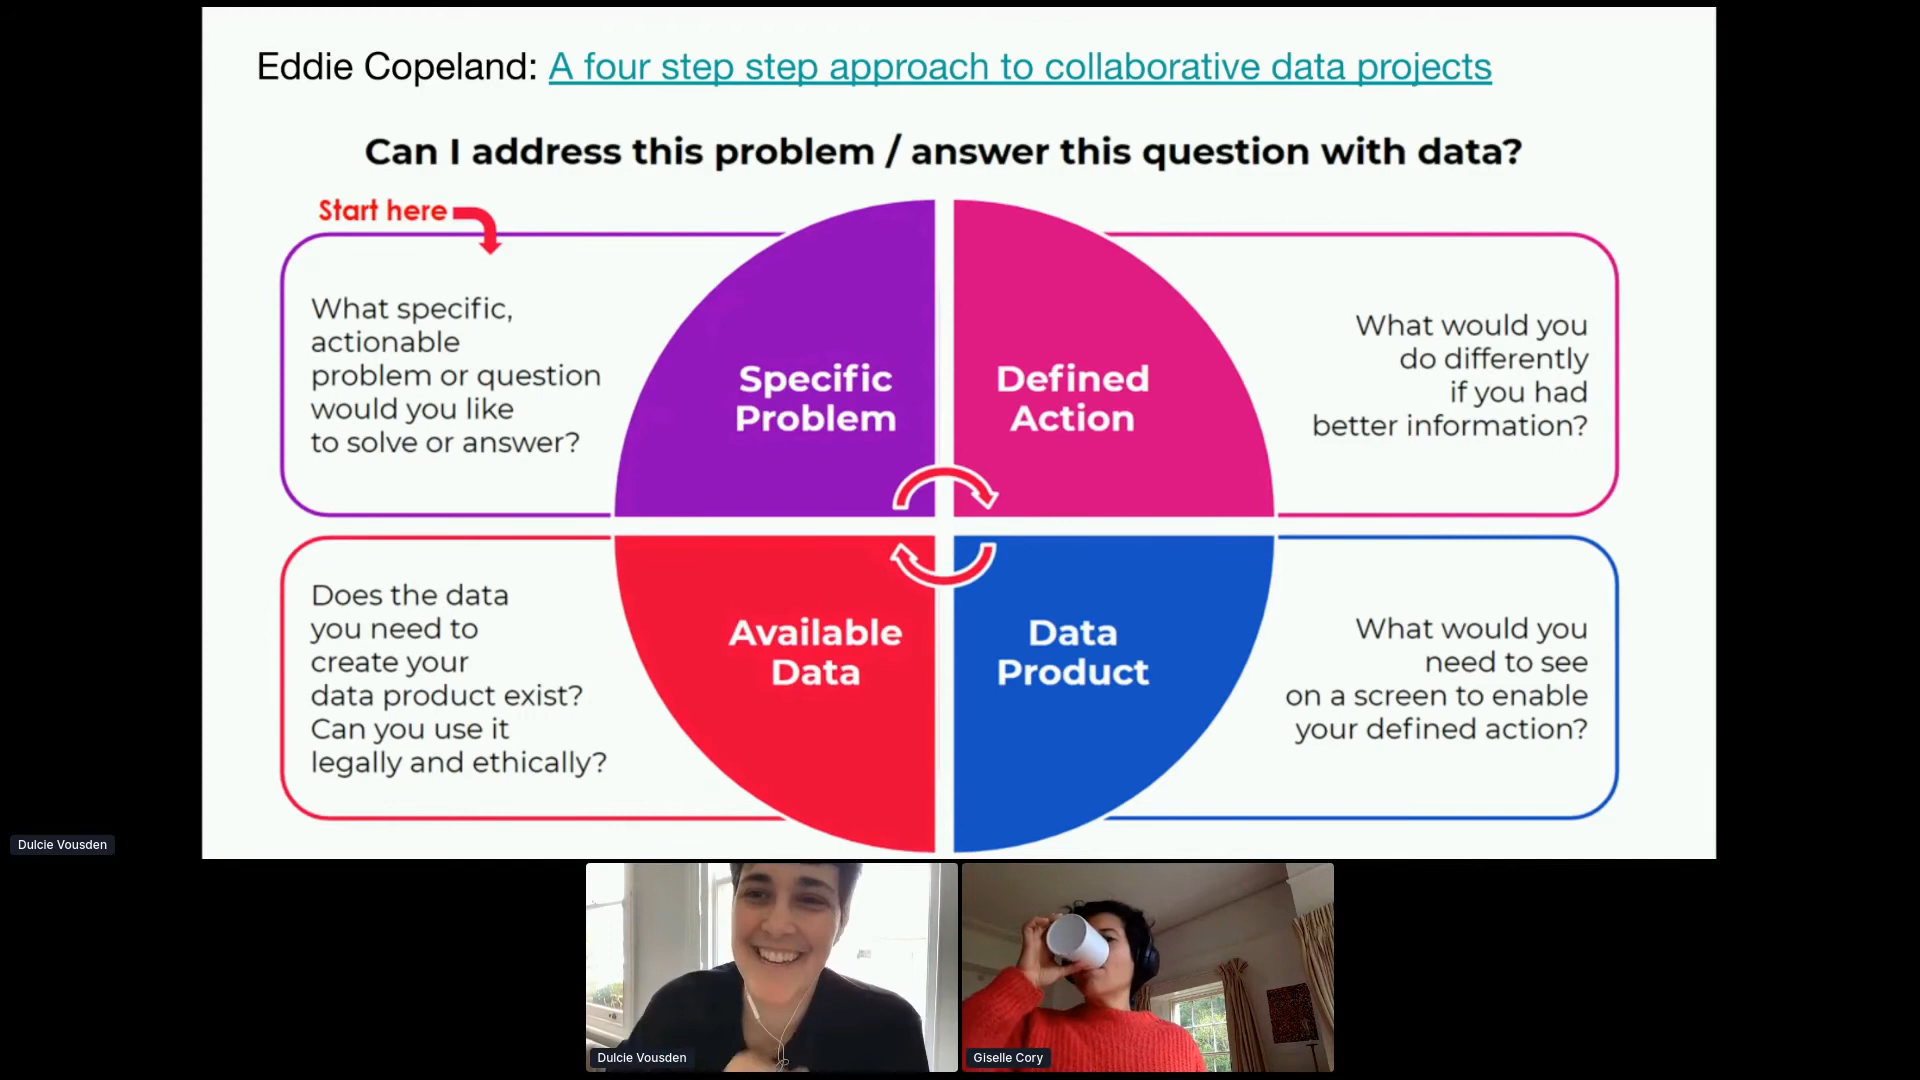 Eddie Copeland: A four step step approach to collaborative data projects
Can I address this problem / answer this question with data?
Start here
What specific,
actionable
problem or question
would you like
to solve or answer?
Specific
Problem
Defined
Action
What would you
do differently
if you had
better information?
Does the data
you need to
create your
data product exist?
Can you use it
legally and ethically?
Available
Data
Data
Product
What would you
need to see
on a screen to enable
your defined action?
Dulcie Vousden
Dulcie Vousden
Giselle Cory